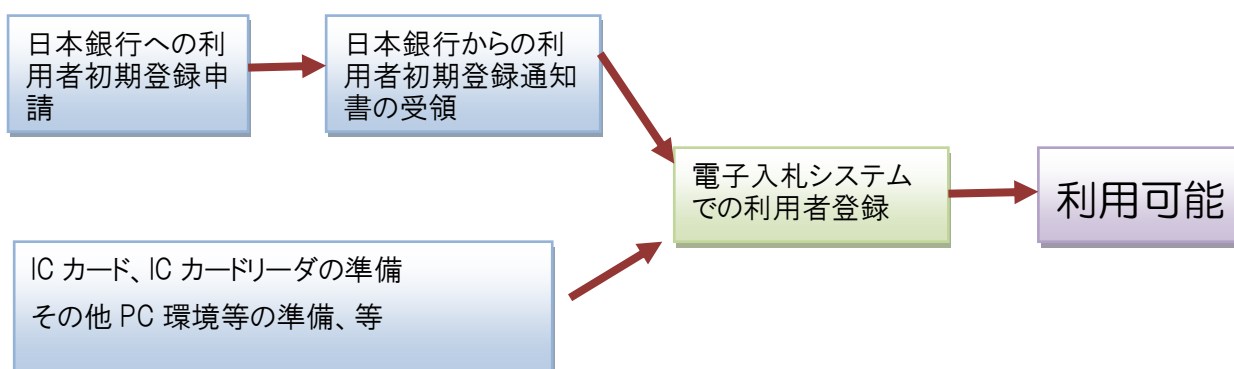 日本銀行への利
用者初期登録申
請
日本銀行からの利
用者初期登録通知
書の受領
電子入札システム
での利用者登録
利用可能
IC カード、IC カードリーダの準備
その他 PC 環境等の準備、等